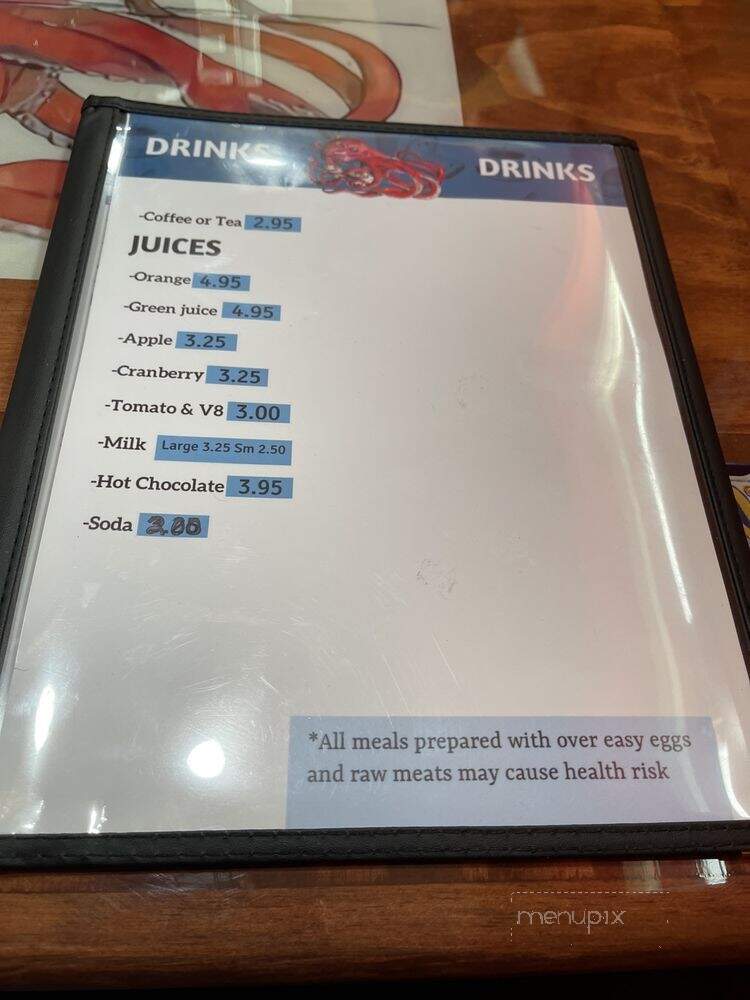 DRINKS
DRINKS
-Coffee or Tea 2.95
JUICES
-Orange 4.95
-Green juice 4.95
-Apple 3.25
-Cranberry 3.25
-Tomato & V8 3.00
-Milk Large 3.25 Sm 2.50
-Hot Chocolate 3.95
-Soda
*All meals prepared with over easy eggs
and raw meats may cause health risk
menupix